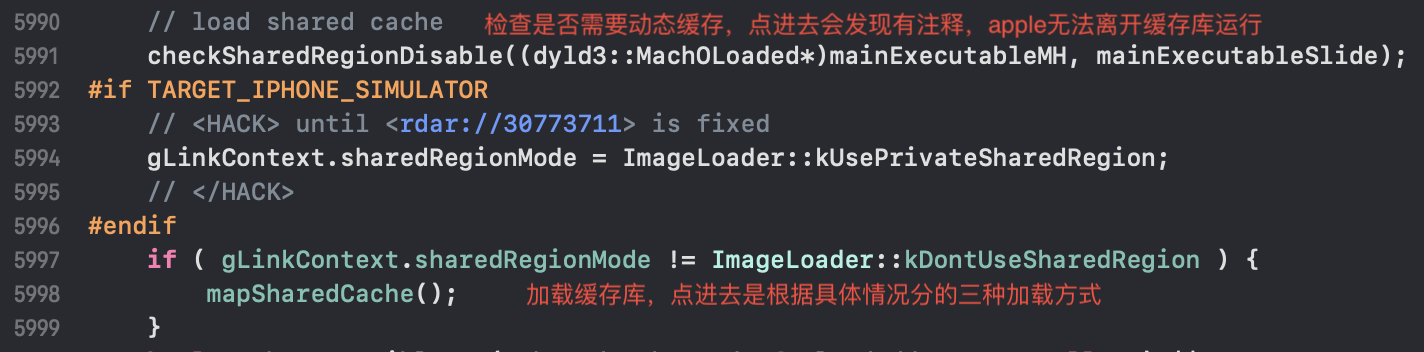 5990 // load shared cache 检查是否需要动态缓存，点进去会发现有注释，apple无法离开缓存库运行
5991 checkSharedRegionDisable((dyld3::MachOLoaded*)mainExecutableMH, mainExecutableSlide);
5992 #if TARGET_IPHONE_SIMULATOR
5993 // <HACK> until <rdar://30773711> is fixed
5994 gLinkContext.sharedRegionMode = ImageLoader::kUsePrivateSharedRegion;
5995 // </HACK>
5996 #endif
5997 if ( gLinkContext.sharedRegionMode != ImageLoader::kDontUseSharedRegion ) {
5998 mapSharedCache(); 加载缓存库，点进去是根据具体情况分的三种加载方式
5999 }